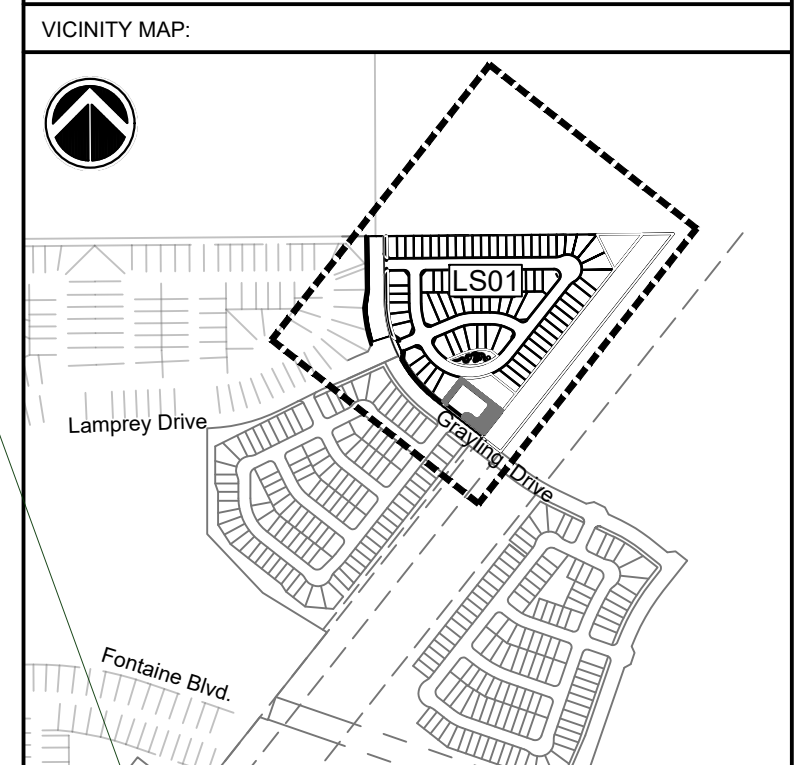 VICINITY MAP:
LS01
Lamprey Drive
Grayling Drive
Fontaine Blvd.